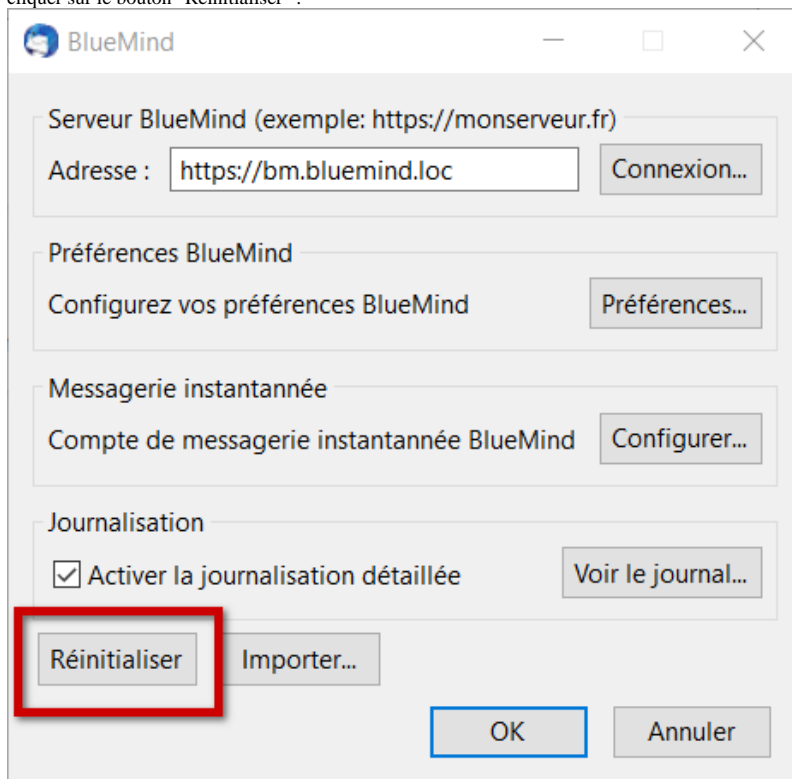 cliquer sur le bouton "Réinitialiser" :
BlueMind
Serveur BlueMind (exemple: https://monserveur.fr)
Adresse : https://bm.bluemind.loc Connexion...
Préférences BlueMind
Configurez vos préférences BlueMind Préférences...
Messagerie instantannée
Compte de messagerie instantannée BlueMind Configurer...
Journalisation
Activer la journalisation détaillée Voir le journal...
Réinitialiser Importer...
OK Annuler